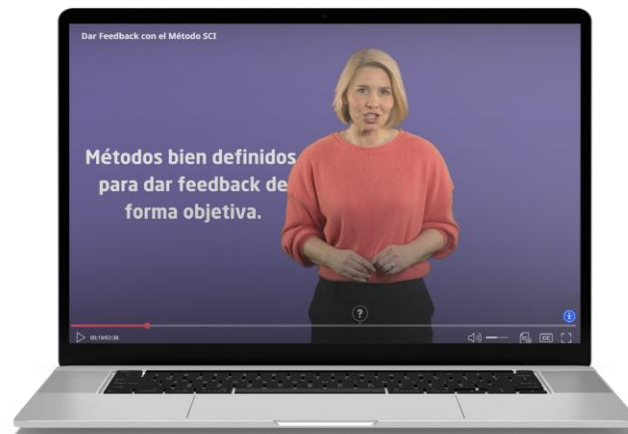 Dar Feedback con el Método SCI
Métodos bien definidos
para dar feedback de
forma objetiva.
?
00:19/02:38
CC